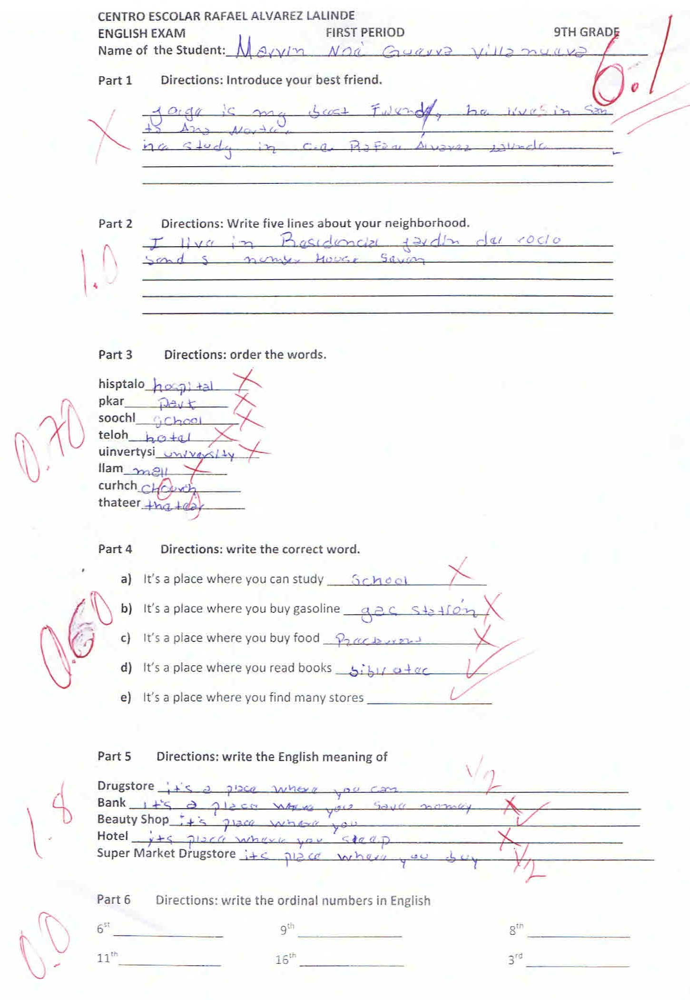 CENTRO ESCOLAR RAFAEL ALVAREZ LALINDE
ENGLISH EXAM FIRST PERIOD 9TH GRADE
Name of the Student: Marvin Noé Guerra Villanueva
6.1
Part 1 Directions: Introduce your best friend.
is my best Friend, he lives in San
ta Ana Norte.
he study in C.E. Rafael Álvarez Lalinde
Part 2 Directions: Write five lines about your neighborhood.
I live in Residencial jardin del rocio
send 5 number House Seven
1.0
Part 3 Directions: order the words.
hisptalo hospital
pkar Park
soochl school
teloh hotel
uinvertysi university
llam mall
curhch chourch
thateer thatear
0.70
Part 4 Directions: write the correct word.
a) It's a place where you can study School
b) It's a place where you buy gasoline gas statión
c) It's a place where you buy food
d) It's a place where you read books bibliotec
e) It's a place where you find many stores
0.60
Part 5 Directions: write the English meaning of
1/2
Drugstore it's a place where you can
Bank it's a place where you save nomey
Beauty Shop it's place where you
Hotel its place where you sleep
Super Market Drugstore its place where you buy
1/2
1.8
Part 6 Directions: write the ordinal numbers in English
6st 9th 8th
11th 16th 3rd
0.0